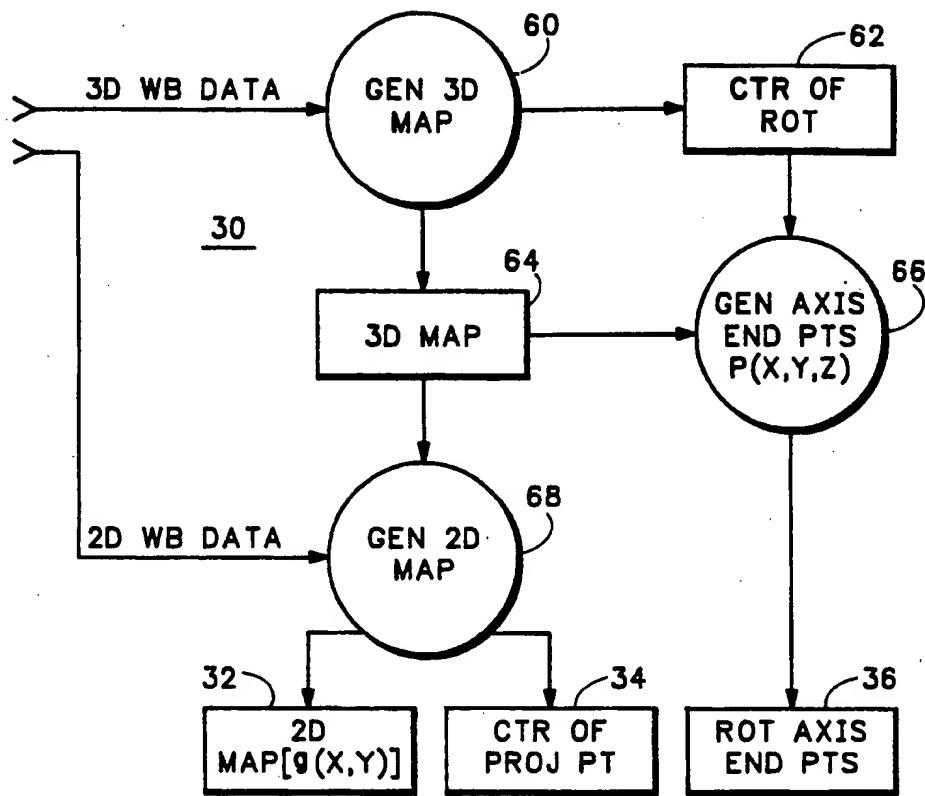 60
62
3D WB DATA
GEN 3D
MAP
CTR OF
ROT
30
64
66
3D MAP
GEN AXIS
END PTS
P(X,Y,Z)
68
2D WB DATA
GEN 2D
MAP
32
34
36
2D
MAP[g(X,Y)]
CTR OF
PROJ PT
ROT AXIS
END PTS